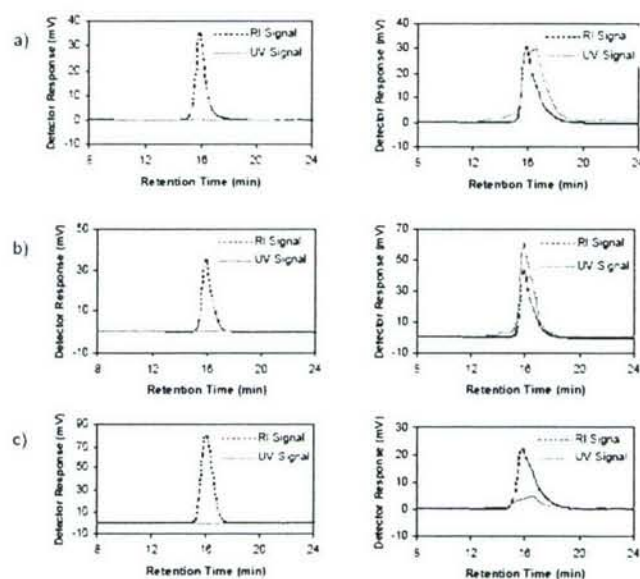 a)
Detector Response (mV)
40
30
20
10
0
-10
RI Signal
UV Signal
8 12 16 20 24
Retention Time (min)
Detector Response (mV)
40
30
20
10
0
-10
RI Signa
UV Signal
8 12 16 20 24
Retention Time (min)
b)
Detector Response (mV)
50
30
10
-10
RI Signal
UV Signal
8 12 16 20 24
Retention Time (min)
Detector Response (mV)
70
50
30
10
-10
RI Signal
UV Signal
8 12 16 20 24
Retention Time (min)
c)
Detector Response (mV)
90
70
50
30
10
-10
RI Signal
UV Signal
8 12 16 20 24
Retention Time (min)
Detector Response (mV)
30
20
10
0
-10
RI Signa
UV Signal
8 12 16 20 24
Retention Time (min)